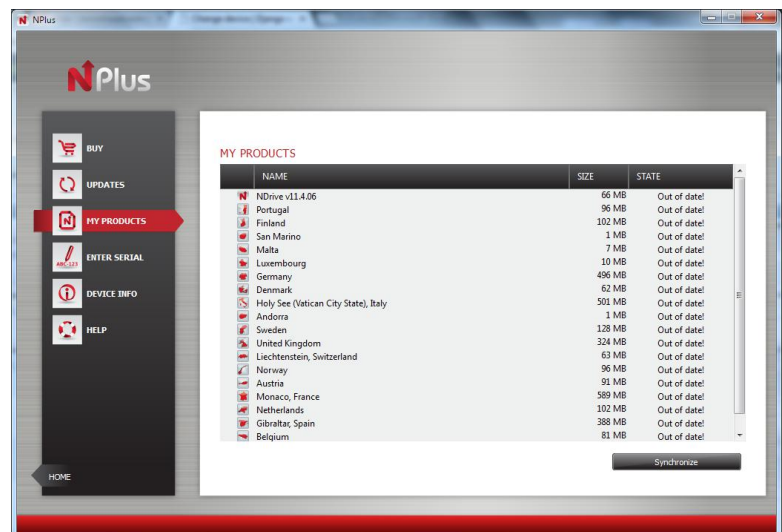 NPlus
NPlus
BUY
UPDATES
MY PRODUCTS
ENTER SERIAL
ABC-123
DEVICE INFO
HELP
HOME
MY PRODUCTS
NAME SIZE STATE
NDrive v11.4.06 66 MB Out of date!
Portugal 96 MB Out of date!
Finland 102 MB Out of date!
San Marino 1 MB Out of date!
Malta 7 MB Out of date!
Luxembourg 10 MB Out of date!
Germany 496 MB Out of date!
Denmark 62 MB Out of date!
Holy See (Vatican City State), Italy 501 MB Out of date!
Andorra 1 MB Out of date!
Sweden 128 MB Out of date!
United Kingdom 324 MB Out of date!
Liechtenstein, Switzerland 63 MB Out of date!
Norway 96 MB Out of date!
Austria 91 MB Out of date!
Monaco, France 589 MB Out of date!
Netherlands 102 MB Out of date!
Gibraltar, Spain 388 MB Out of date!
Belgium 81 MB Out of date!
Synchronize